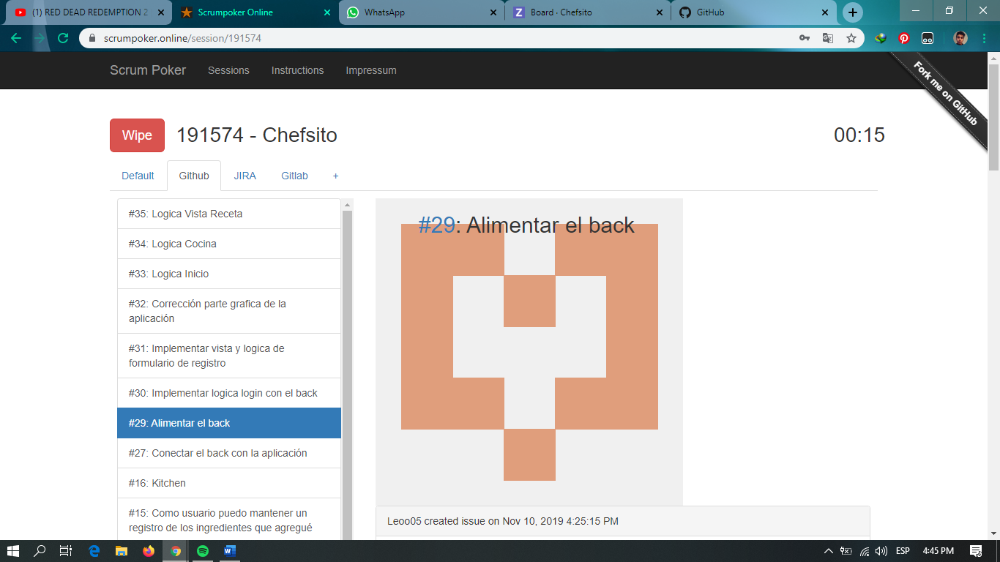 (1) RED DEAD REDEMPTION 2
Scrumpoker Online
WhatsApp
Board · Chefsito
GitHub
scrumpoker.online/session/191574
Scrum Poker
Sessions
Instructions
Impressum
Fork me on GitHub
Wipe
191574 - Chefsito
00:15
Default
Github
JIRA
Gitlab
+
#35: Logica Vista Receta
#34: Logica Cocina
#33: Logica Inicio
#32: Corrección parte grafica de la
aplicación
#31: Implementar vista y logica de
formulario de registro
#30: Implementar logica login con el back
#29: Alimentar el back
#27: Conectar el back con la aplicación
#16: Kitchen
#15: Como usuario puedo mantener un
registro de los ingredientes que agregué
#29: Alimentar el back
Leoo05 created issue on Nov 10, 2019 4:25:15 PM
ESP
4:45 PM